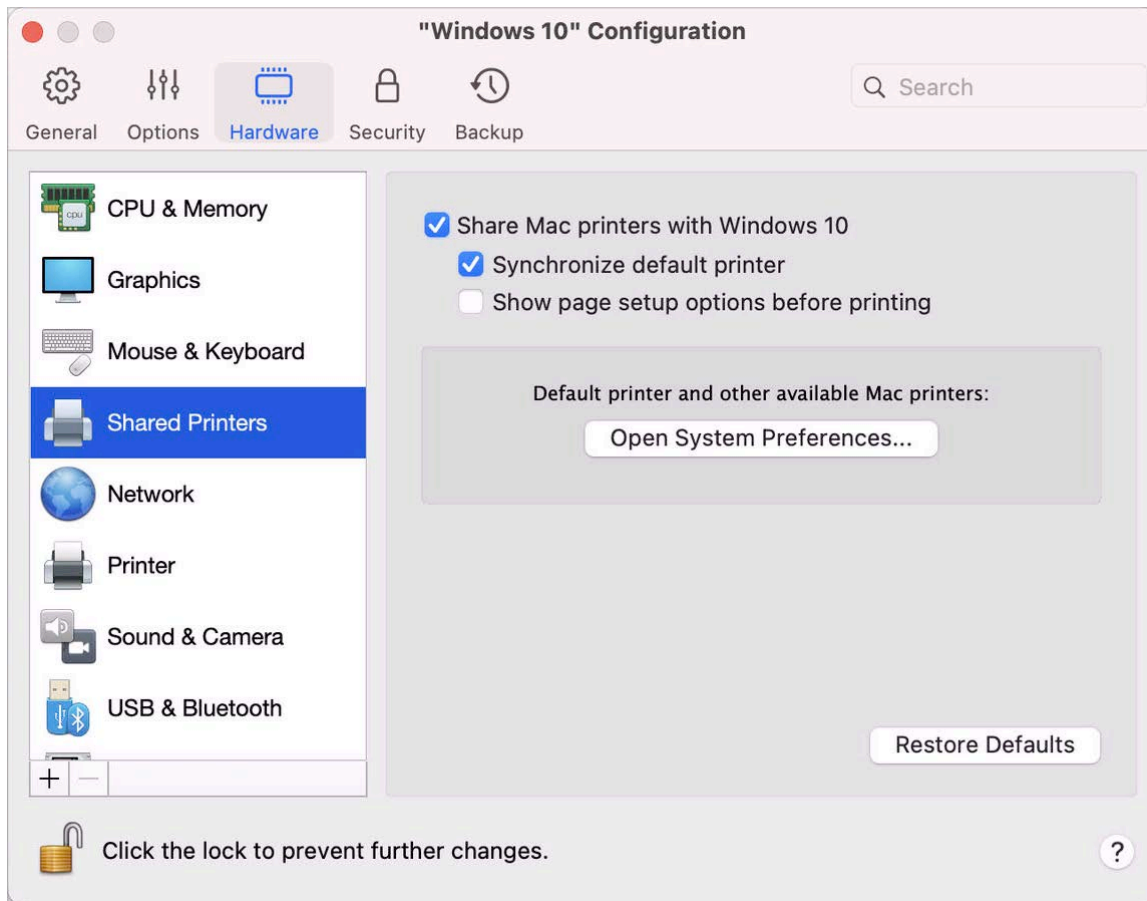 "Windows 10" Configuration
General Options Hardware Security Backup
Search
CPU & Memory
Graphics
Mouse & Keyboard
Shared Printers
Network
Printer
Sound & Camera
USB & Bluetooth
Share Mac printers with Windows 10
Synchronize default printer
Show page setup options before printing
Default printer and other available Mac printers:
Open System Preferences...
Restore Defaults
Click the lock to prevent further changes.
?